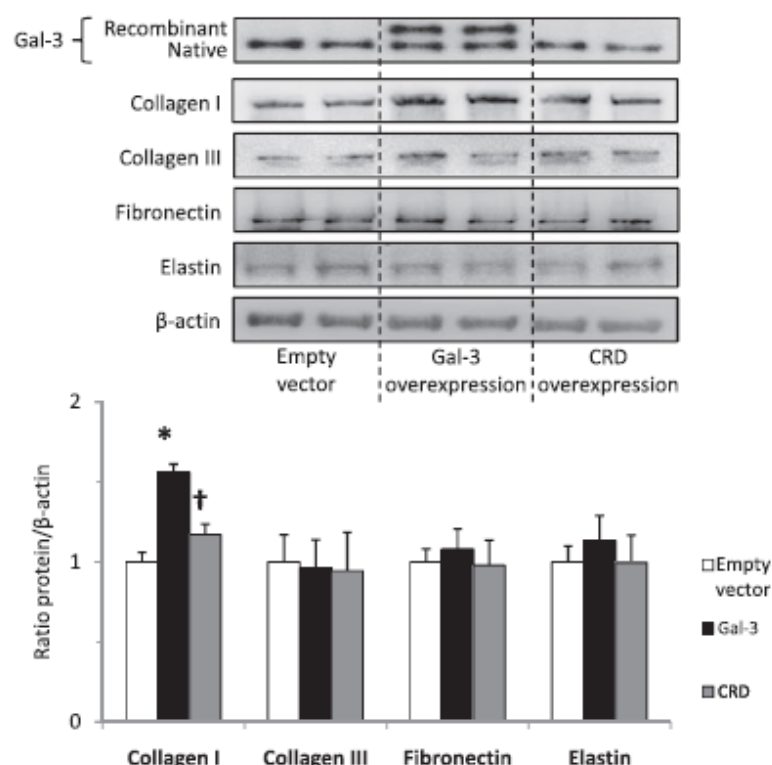 Gal-3
Recombinant
Native
Collagen I
Collagen III
Fibronectin
Elastin
β-actin
Empty vector
Gal-3 overexpression
CRD overexpression
2
*
†
1
0
Ratio protein/β-actin
Empty vector
Gal-3
CRD
Collagen I
Collagen III
Fibronectin
Elastin